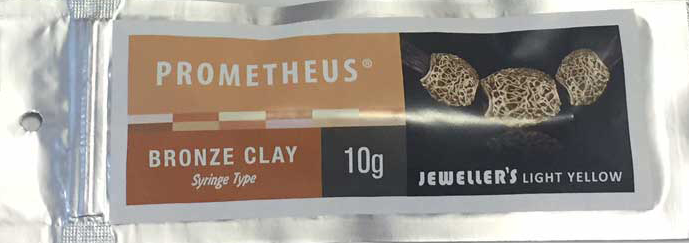 PROMETHEUS®
BRONZE CLAY
Syringe Type
10g
JEWELLER'S LIGHT YELLOW